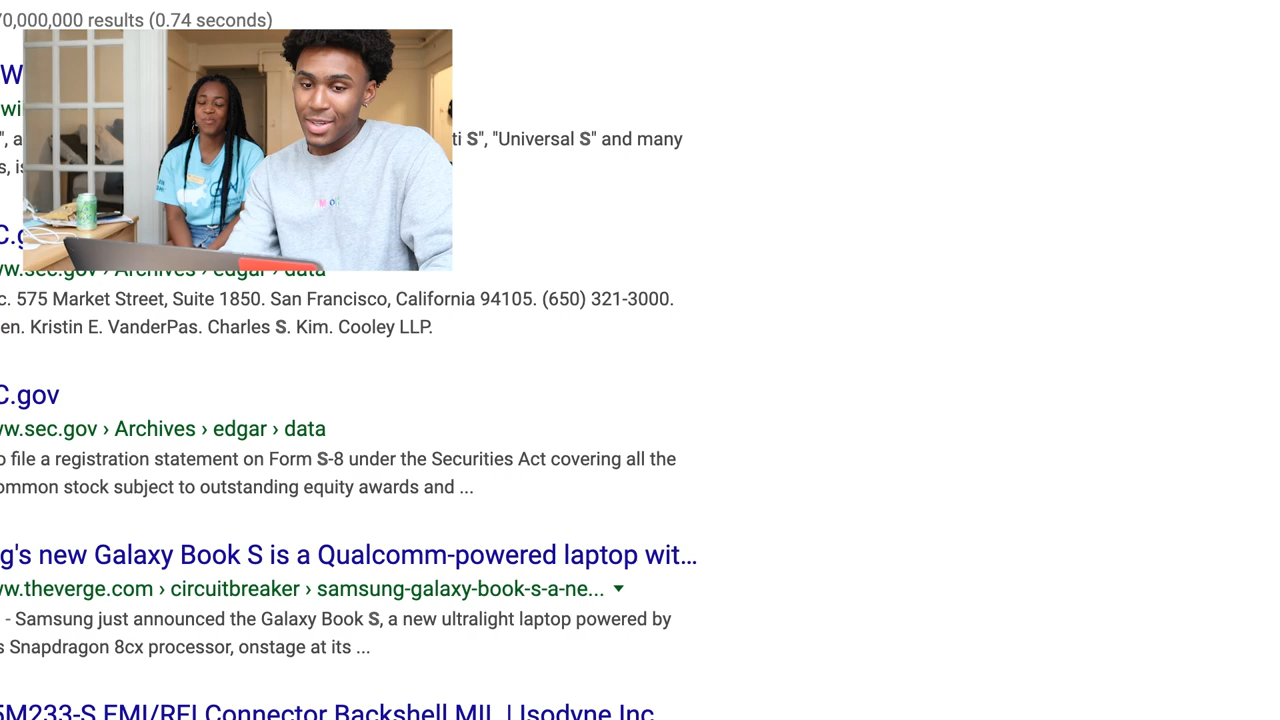 0,000,000 results (0.74 seconds)
W
wi
", a ti S", "Universal S" and many
s, is
C.g
ww.sec.gov › Archives › edgar › data
c. 575 Market Street, Suite 1850. San Francisco, California 94105. (650) 321-3000.
en. Kristin E. VanderPas. Charles S. Kim. Cooley LLP.
C.gov
ww.sec.gov › Archives › edgar › data
o file a registration statement on Form S-8 under the Securities Act covering all the
ommon stock subject to outstanding equity awards and ...
g's new Galaxy Book S is a Qualcomm-powered laptop wit...
ww.theverge.com › circuitbreaker › samsung-galaxy-book-s-a-ne...
- Samsung just announced the Galaxy Book S, a new ultralight laptop powered by
s Snapdragon 8cx processor, onstage at its ...
5M233-S EMI/RFI Connector Backshell MIL | Isodyne Inc